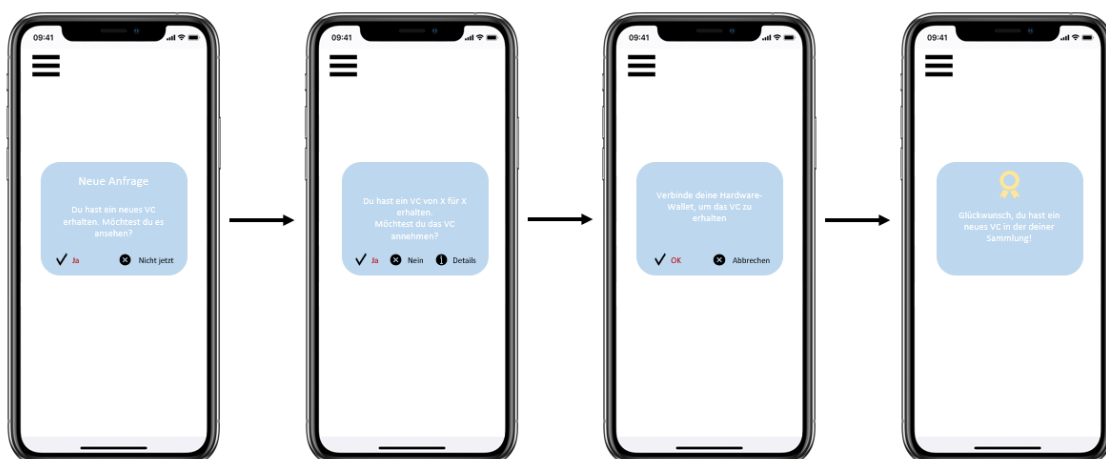 09:41
Neue Anfrage
Du hast ein neues VC
erhalten. Möchtest du es
ansehen?
Ja
Nicht jetzt
09:41
Du hast ein VC von X für X
erhalten.
Möchtest du das VC
annehmen?
Ja
Nein
Details
09:41
Verbinde deine Hardware-
Wallet, um das VC zu
erhalten
OK
Abbrechen
09:41
Glückwunsch, du hast ein
neues VC in der deiner
Sammlung!